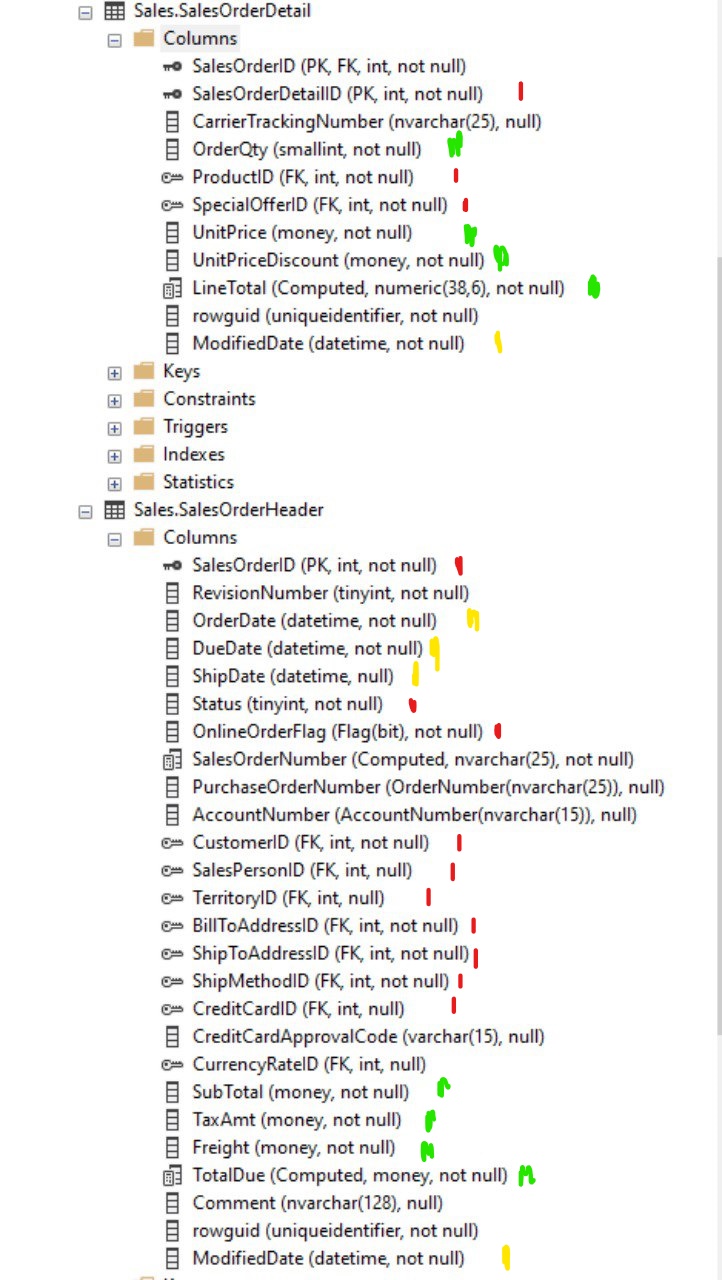 Sales.SalesOrderDetail
Columns
SalesOrderID (PK, FK, int, not null)
SalesOrderDetailID (PK, int, not null)
CarrierTrackingNumber (nvarchar(25), null)
OrderQty (smallint, not null)
ProductID (FK, int, not null)
SpecialOfferID (FK, int, not null)
UnitPrice (money, not null)
UnitPriceDiscount (money, not null)
LineTotal (Computed, numeric(38,6), not null)
rowguid (uniqueidentifier, not null)
ModifiedDate (datetime, not null)
Keys
Constraints
Triggers
Indexes
Statistics
Sales.SalesOrderHeader
Columns
SalesOrderID (PK, int, not null)
RevisionNumber (tinyint, not null)
OrderDate (datetime, not null)
DueDate (datetime, not null)
ShipDate (datetime, null)
Status (tinyint, not null)
OnlineOrderFlag (Flag(bit), not null)
SalesOrderNumber (Computed, nvarchar(25), not null)
PurchaseOrderNumber (OrderNumber(nvarchar(25)), null)
AccountNumber (AccountNumber(nvarchar(15)), null)
CustomerID (FK, int, not null)
SalesPersonID (FK, int, null)
TerritoryID (FK, int, null)
BillToAddressID (FK, int, not null)
ShipToAddressID (FK, int, not null)
ShipMethodID (FK, int, not null)
CreditCardID (FK, int, null)
CreditCardApprovalCode (varchar(15), null)
CurrencyRateID (FK, int, null)
SubTotal (money, not null)
TaxAmt (money, not null)
Freight (money, not null)
TotalDue (Computed, money, not null)
Comment (nvarchar(128), null)
rowguid (uniqueidentifier, not null)
ModifiedDate (datetime, not null)